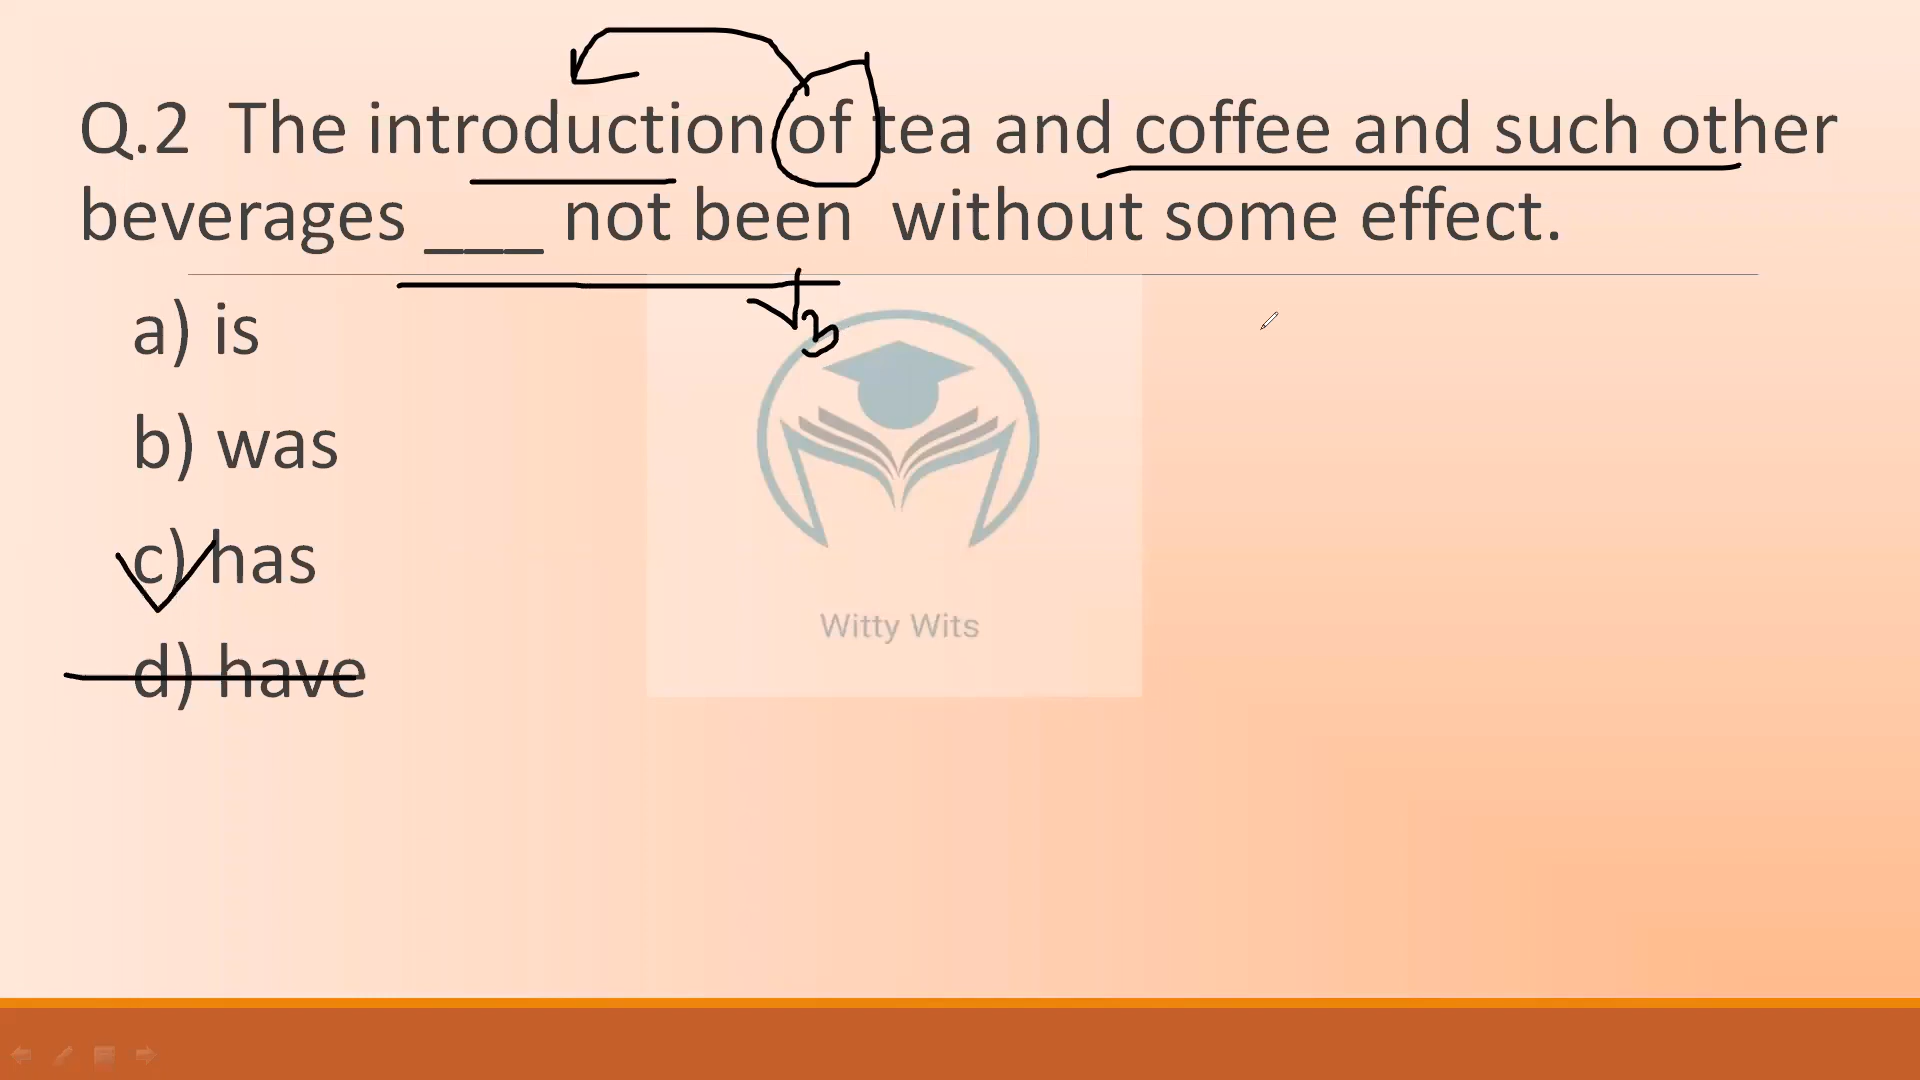 Q.2 The introduction of tea and coffee and such other
beverages ___ not been without some effect.
a) is
b) was
c) has
d) have
Witty Wits